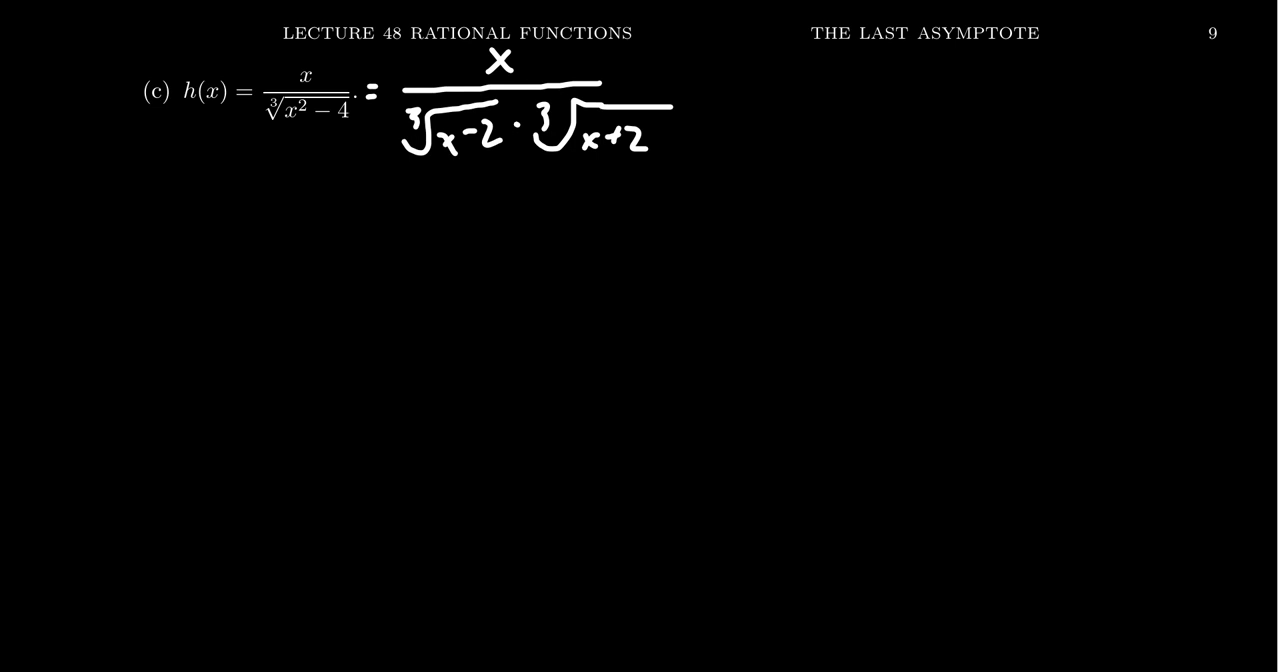 LECTURE 48 RATIONAL FUNCTIONS THE LAST ASYMPTOTE 9
(c) h(x) = x / ∛(x² − 4). = x / (∛(x-2) · ∛(x+2))